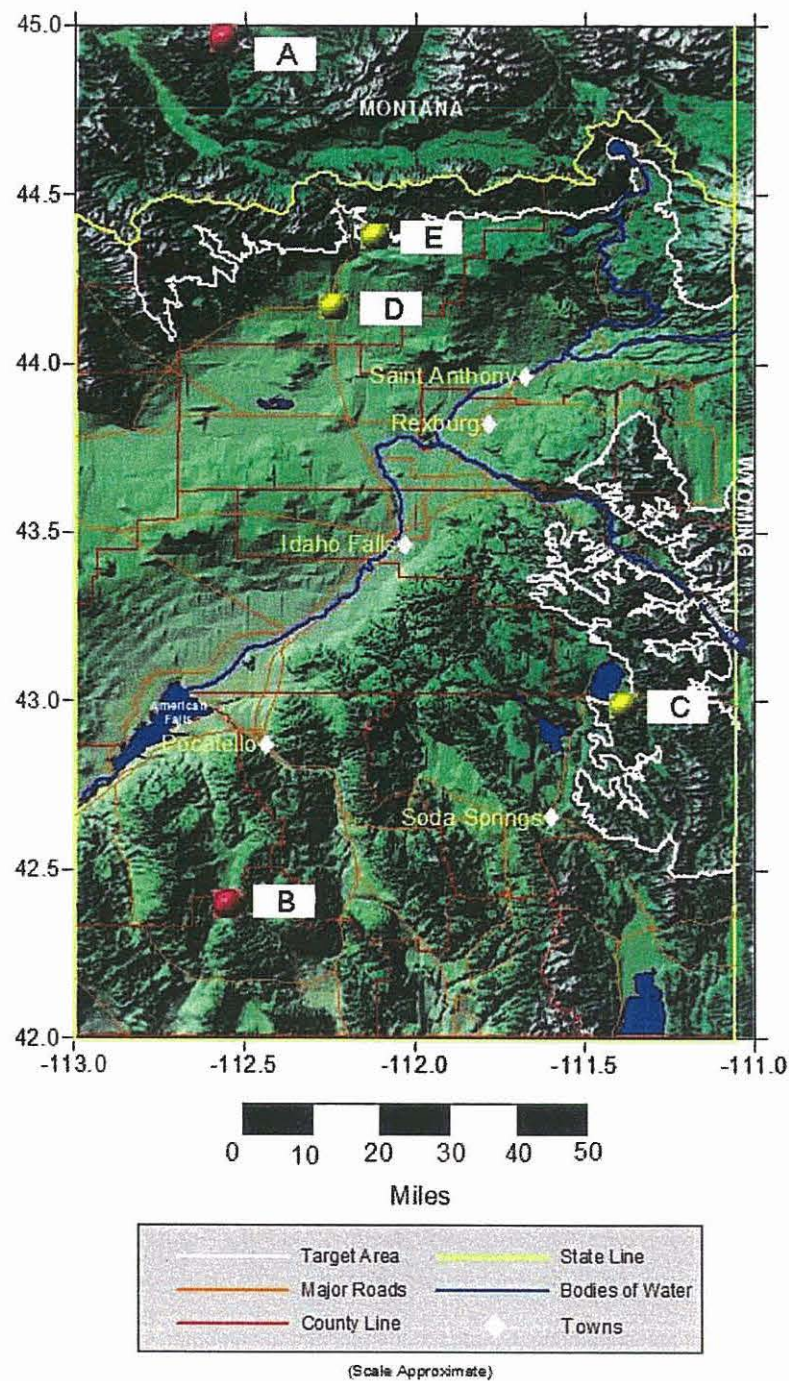 45.0
A
MONTANA
44.5
E
D
44.0
Saint Anthony
Rexburg
WYOMING
43.5
Idaho Falls
Palisades
43.0
American
Falls
C
Pocatello
Soda Springs
42.5
B
42.0
-113.0 -112.5 -112.0 -111.5 -111.0
0 10 20 30 40 50
Miles
Target Area State Line
Major Roads Bodies of Water
County Line Towns
(Scale Approximate)